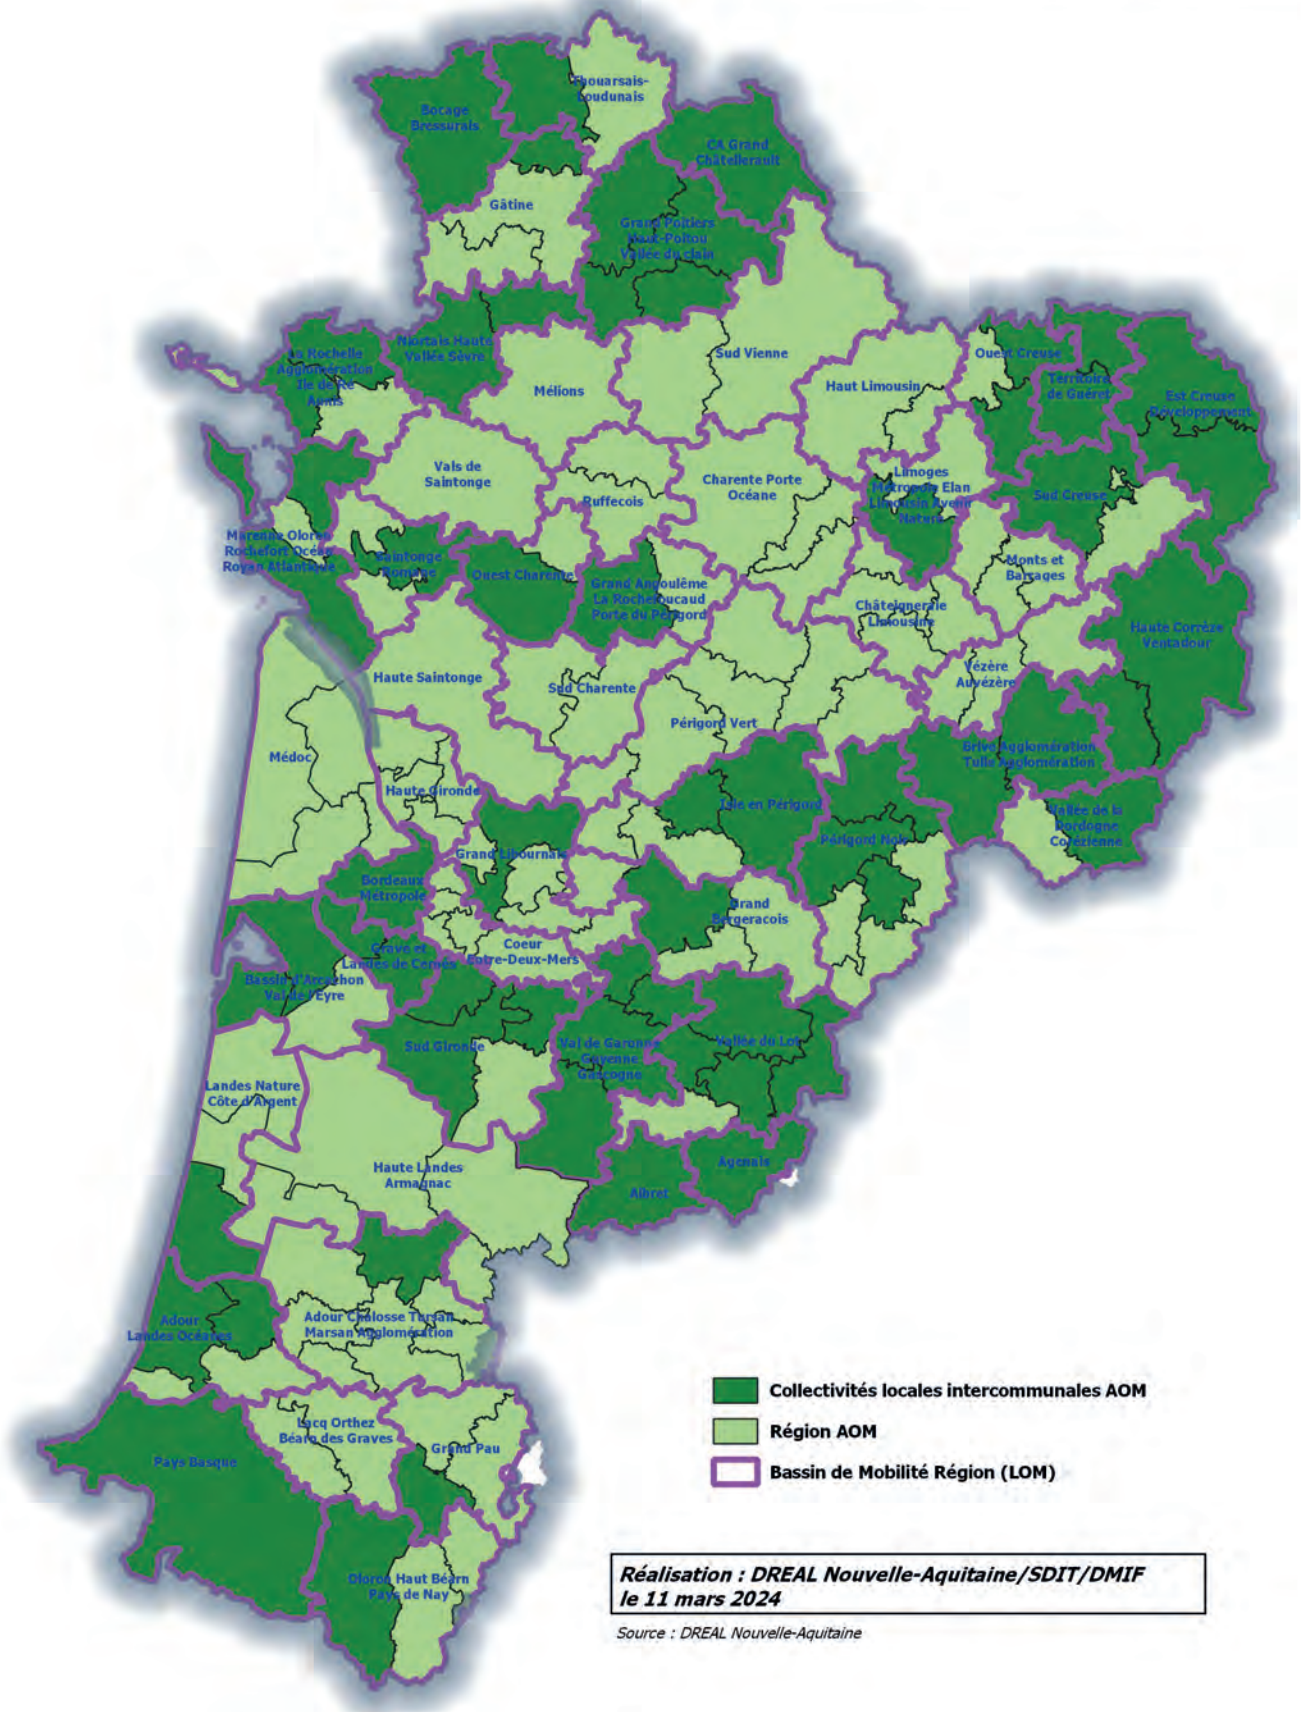 Thouarsais-
Loudunais
Bocage
Bressurais
CA Grand
Châtellerault
Gâtine
Grand Poitiers
Haut-Poitou
Vallée du clain
Niortais Haute
Vallée Sèvre
La Rochelle
Agglomération
Ile de Ré
Aunis
Sud Vienne
Ouest Creuse
Mélions
Haut Limousin
Térritoire
de Guéret
Est Creuse
Développement
Vals de
Saintonge
Charente Porte
Océane
Ruffecois
Limoges
Métropole Elan
Limousin Avenir
Nature
Sud Creuse
Marenne Oloron
Rochefort Océan
Royan Atlantique
Saintonge
Romane
Ouest Charente
Grand Angoulême
La Rochefoucaud
Porte du Périgord
Monts et
Barrages
Châteigneraie
Limousine
Haute Corrèze
Ventadour
Haute Saintonge
Sud Charente
Vézère
Auvézère
Périgord Vert
Médoc
Haute Gironde
Isle en Périgord
Brive Agglomération
Tulle Agglomération
Vallée de la
Dordogne
Corézienne
Périgord Noir
Grand Libournais
Bordeaux
Métropole
Grand
Bergeracois
Coeur
Entre-Deux-Mers
Grave et
Landes de Cernès
Bassin d'Arcachon
Val de l'Eyre
Sud Gironde
Val de Garonne
Guyenne
Gascogne
Vallée du Lot
Landes Nature
Côte d'Argent
Haute Landes
Armagnac
Agenais
Albret
Adour
Landes Océanes
Adour Chalosse Tursan
Marsan Agglomération
Lacq Orthez
Béarn des Graves
Grand Pau
Pays Basque
Oloron Haut Béarn
Pays de Nay
Collectivités locales intercommunales AOM
Région AOM
Bassin de Mobilité Région (LOM)
Réalisation : DREAL Nouvelle-Aquitaine/SDIT/DMIF
le 11 mars 2024
Source : DREAL Nouvelle-Aquitaine